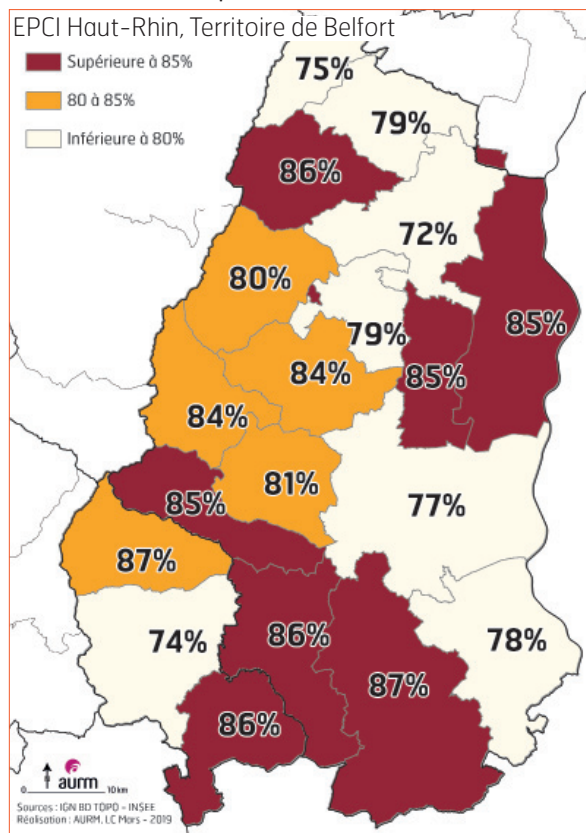 EPCI Haut-Rhin, Territoire de Belfort
Supérieure à 85%
80 à 85%
Inférieure à 80%
75%
79%
86%
72%
80%
85%
79%
84%
85%
84%
81%
85%
77%
87%
74%
86%
78%
87%
86%
N
aurm
0 10 km
Sources : IGN BD TOPO - INSEE
Réalisation : AURM, LC Mars - 2019